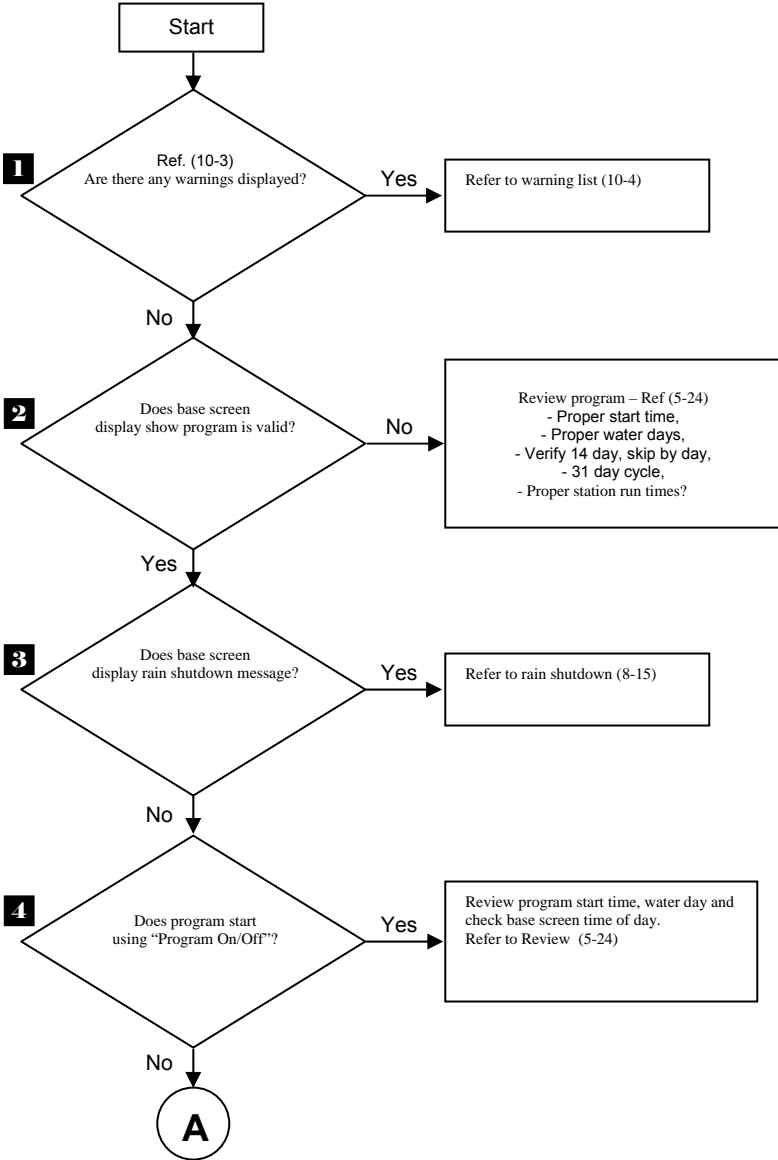 Start
1
Ref. (10-3)
Are there any warnings displayed?
Yes
Refer to warning list (10-4)
No
2
Does base screen
display show program is valid?
No
Review program – Ref (5-24)
- Proper start time,
- Proper water days,
- Verify 14 day, skip by day,
- 31 day cycle,
- Proper station run times?
Yes
3
Does base screen
display rain shutdown message?
Yes
Refer to rain shutdown (8-15)
No
4
Does program start
using “Program On/Off”?
Yes
Review program start time, water day and
check base screen time of day.
Refer to Review (5-24)
No
A